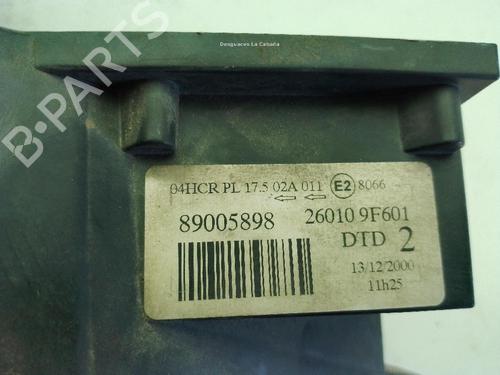 Desguaces La Cabaña
B-PARTS
04HCR PL 17.5 02A 011 E2 8066
89005898 26010 9F601
DTD 2
13/12/2000
11h25